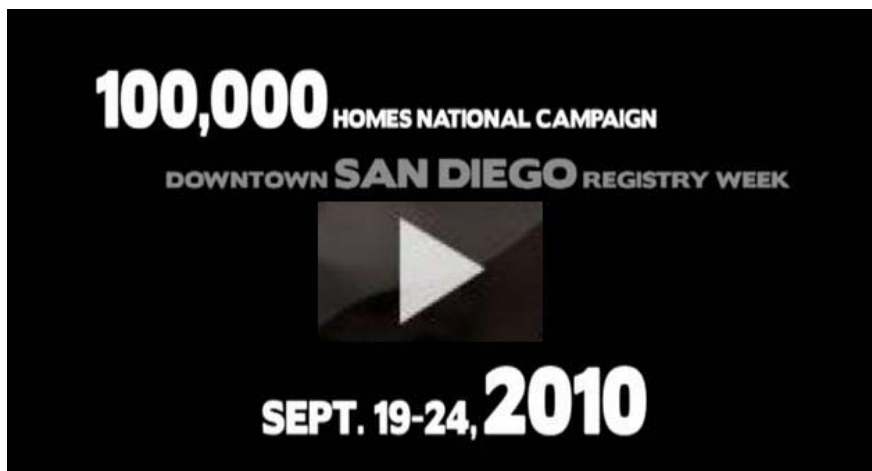 100,000 HOMES NATIONAL CAMPAIGN
DOWNTOWN SAN DIEGO REGISTRY WEEK
SEPT. 19-24, 2010